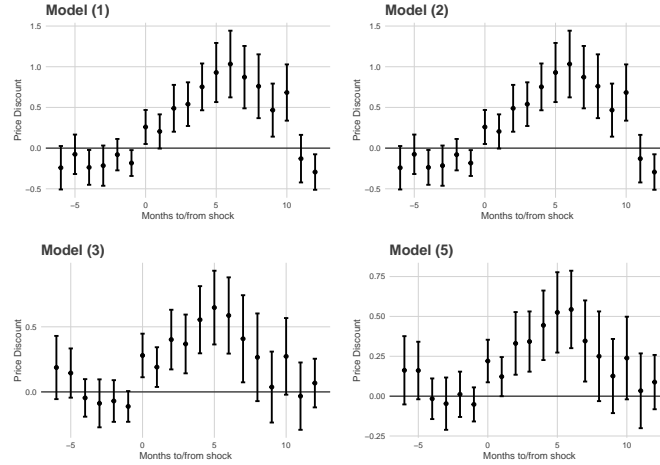 Model (1)
Price Discount
1.5
1.0
0.5
0.0
−0.5
−5
0
5
10
Months to/from shock
Model (2)
Price Discount
1.5
1.0
0.5
0.0
−0.5
−5
0
5
10
Months to/from shock
Model (3)
Price Discount
0.5
0.0
−5
0
5
10
Months to/from shock
Model (5)
Price Discount
0.75
0.50
0.25
0.00
−0.25
−5
0
5
10
Months to/from shock